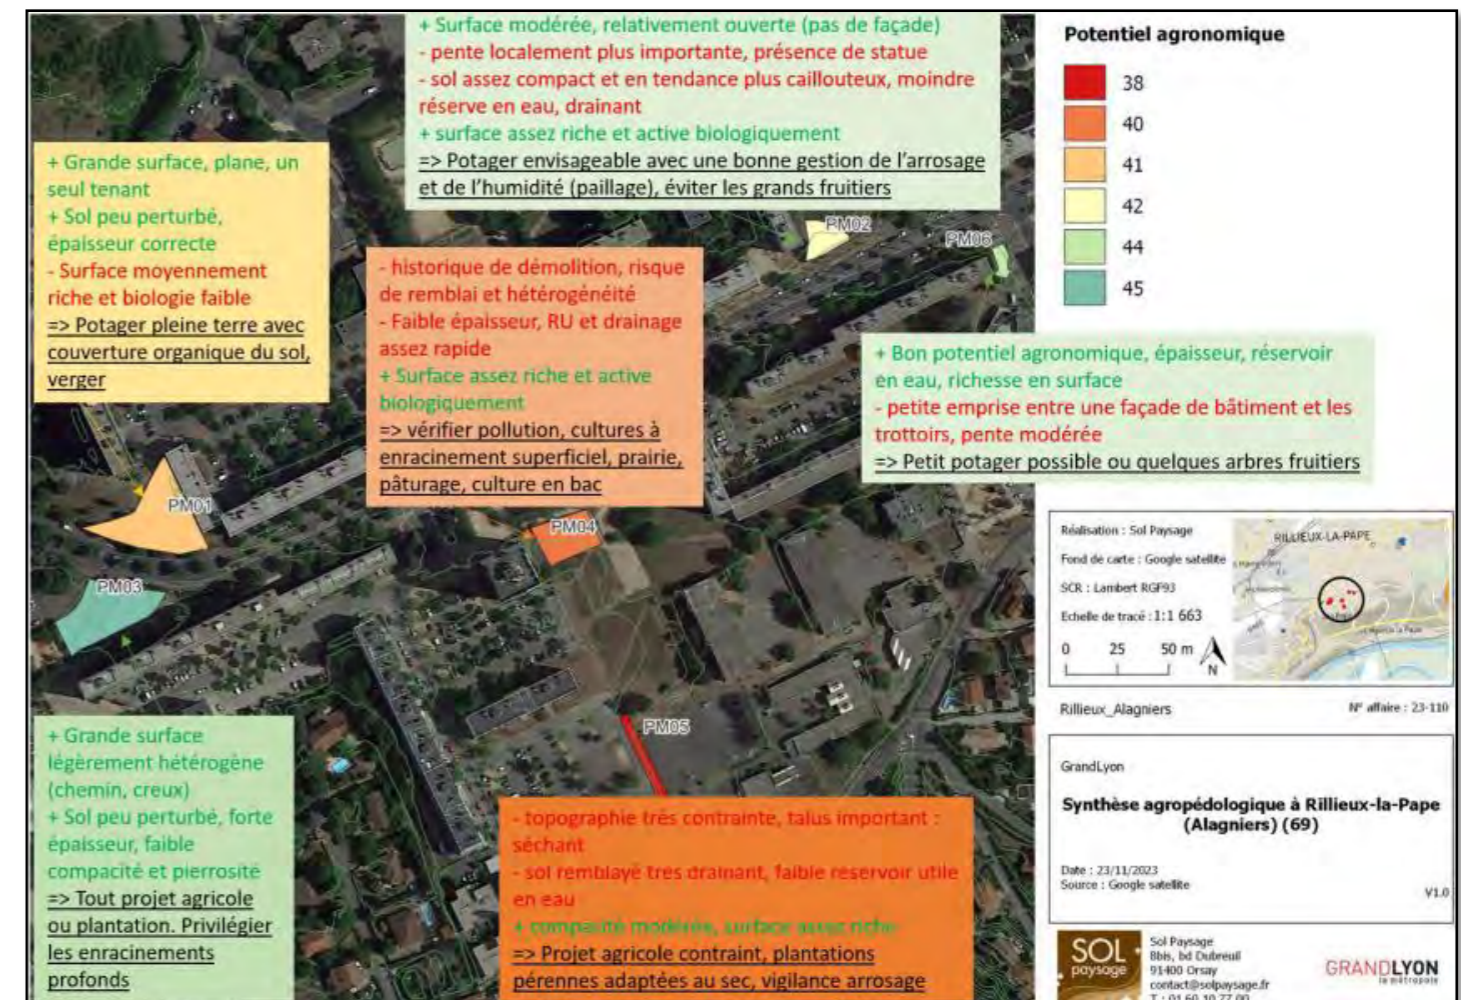 + Surface modérée, relativement ouverte (pas de façade)
- pente localement plus importante, présence de statue
- sol assez compact et en tendance plus caillouteux, moindre
réserve en eau, drainant
+ surface assez riche et active biologiquement
=> Potager envisageable avec une bonne gestion de l'arrosage
et de l'humidité (paillage), éviter les grands fruitiers
+ Grande surface, plane, un
seul tenant
+ Sol peu perturbé,
épaisseur correcte
- Surface moyennement
riche et biologie faible
=> Potager pleine terre avec
couverture organique du sol,
verger
- historique de démolition, risque
de remblai et hétérogénéité
- Faible épaisseur, RU et drainage
assez rapide
+ Surface assez riche et active
biologiquement
=> vérifier pollution, cultures à
enracinement superficiel, prairie,
pâturage, culture en bac
PM02
PM06
+ Bon potentiel agronomique, épaisseur, réservoir
en eau, richesse en surface
- petite emprise entre une façade de bâtiment et les
trottoirs, pente modérée
=> Petit potager possible ou quelques arbres fruitiers
PM01
PM04
PM03
PM05
+ Grande surface
légèrement hétérogène
(chemin, creux)
+ Sol peu perturbé, forte
épaisseur, faible
compacité et pierrosité
=> Tout projet agricole
ou plantation. Privilégier
les enracinements
profonds
- topographie très contrainte, talus important :
séchant
- sol remblayé très drainant, faible reservoir utile
en eau
+ compacité modérée, surface assez riche
=> Projet agricole contraint, plantations
pérennes adaptées au sec, vigilance arrosage
Potentiel agronomique
38
40
41
42
44
45
Réalisation : Sol Paysage
Fond de carte : Google satellite
SCR : Lambert RGF93
Echelle de tracé : 1:1 663
0 25 50 m
N
RILLIEUX-LA-PAPE
Rillieux_Alagniers
N° affaire : 23-110
GrandLyon
Synthèse agropédologique à Rillieux-la-Pape
(Alagniers) (69)
Date : 23/11/2023
Source : Google satellite
V1.0
SOL
paysage
Sol Paysage
8bis, bd Dubreuil
91400 Orsay
contact@solpaysage.fr
T : 01 60 10 77 00
GRANDLYON
la métropole